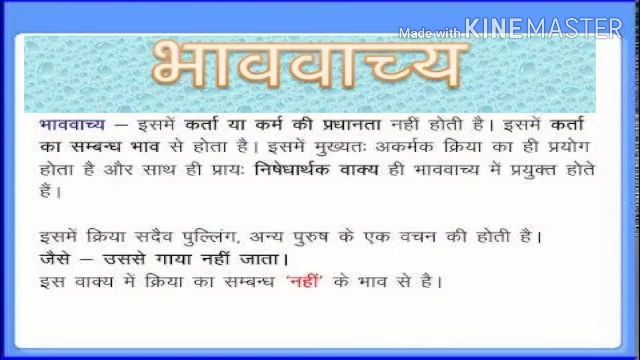 Made with KINEMASTER
भाववाच्य
भाववाच्य – इसमें कर्ता या कर्म की प्रधानता नहीं होती है। इसमें कर्ता
का सम्बन्ध भाव से होता है। इसमें मुख्यतः अकर्मक क्रिया का ही प्रयोग
होता है और साथ ही प्रायः निषेधार्थक वाक्य ही भाववाच्य में प्रयुक्त होते
हैं।
इसमें क्रिया सदैव पुल्लिंग, अन्य पुरुष के एक वचन की होती है।
जैसे – उससे गाया नहीं जाता।
इस वाक्य में क्रिया का सम्बन्ध 'नहीं' के भाव से है।